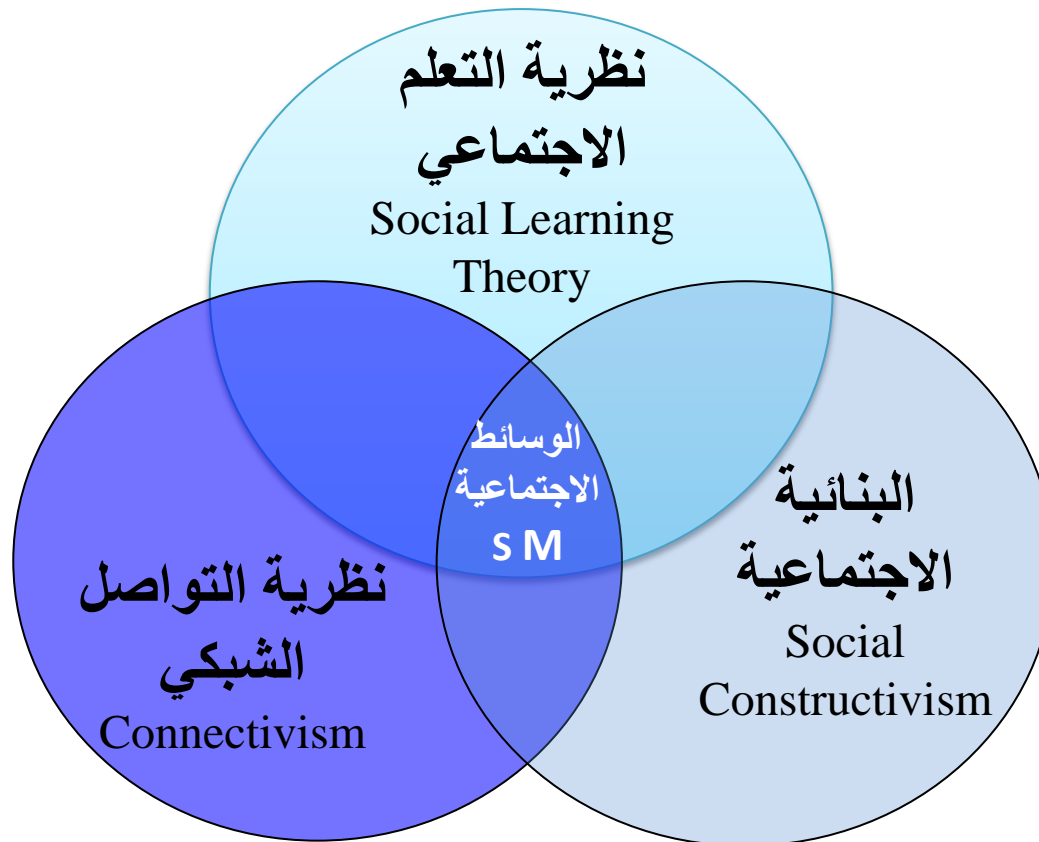 نظرية التعلم
الاجتماعي
Social Learning
Theory
الوسائط
الاجتماعية
S M
البنائية
الاجتماعية
Social
Constructivism
نظرية التواصل
الشبكي
Connectivism